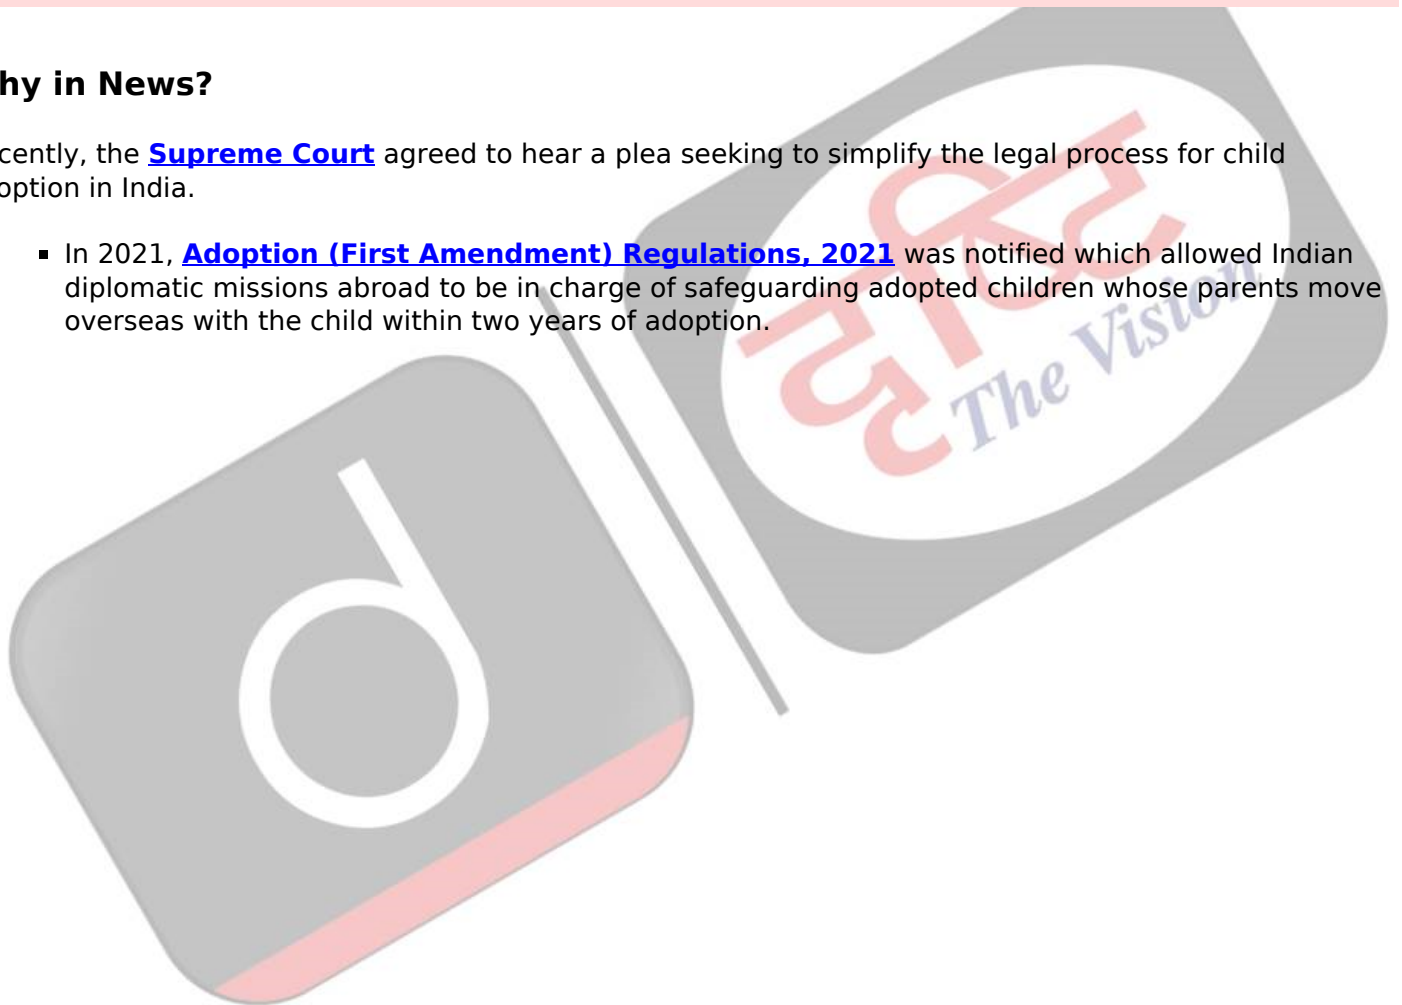 hy in News?
cently, the Supreme Court agreed to hear a plea seeking to simplify the legal process for child
option in India.
In 2021, Adoption (First Amendment) Regulations, 2021 was notified which allowed Indian
diplomatic missions abroad to be in charge of safeguarding adopted children whose parents move
overseas with the child within two years of adoption.
दृष्टि
The Vision
d